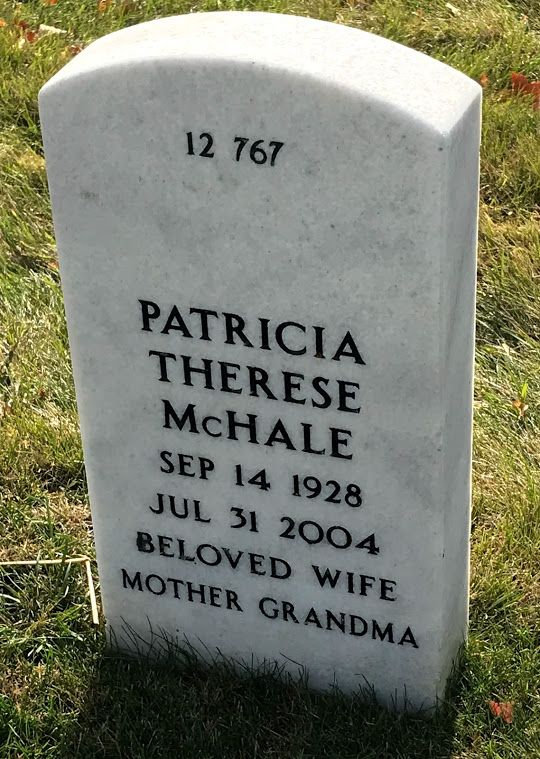 12 767
PATRICIA
THERESE
McHALE
SEP 14 1928
JUL 31 2004
BELOVED WIFE
MOTHER GRANDMA